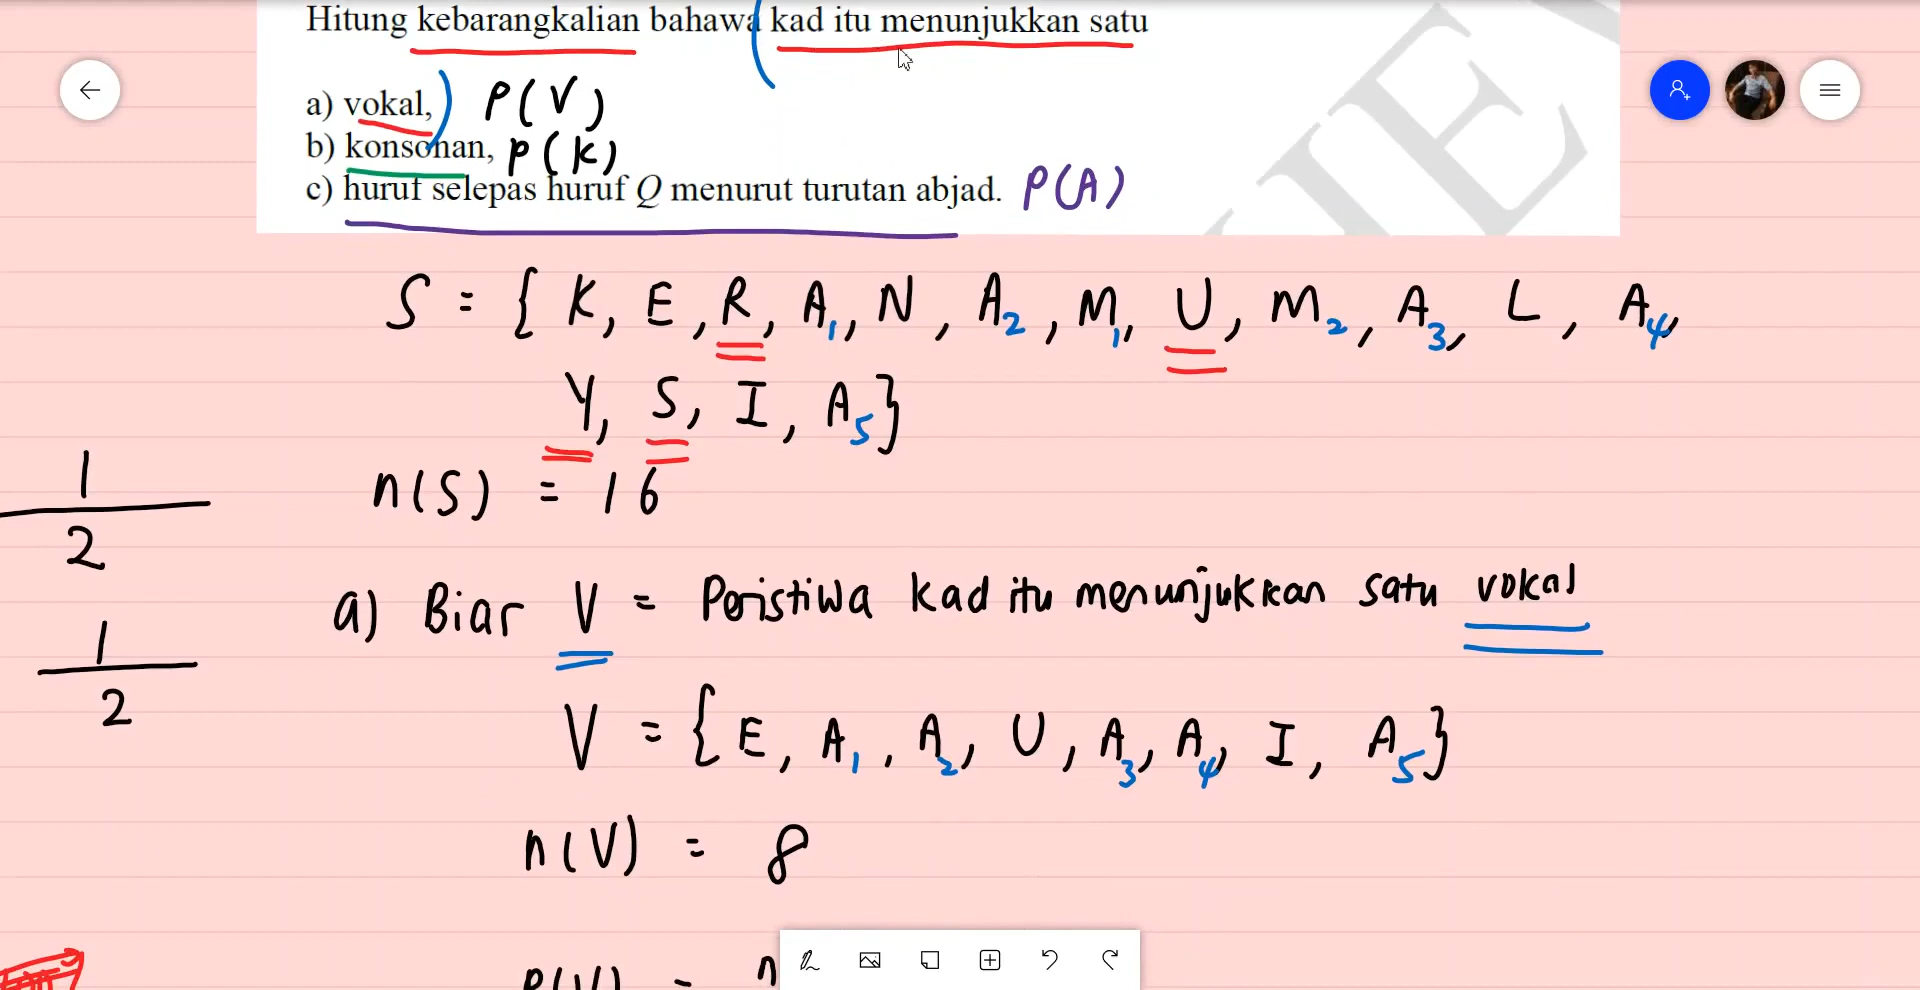 Hitung kebarangkalian bahawa kad itu menunjukkan satu
a) vokal, P(V)
b) konsonan, P(K)
c) huruf selepas huruf Q menurut turutan abjad. P(A)
S = { K, E, R, A1, N, A2, M1, U, M2, A3, L, A4,
Y, S, I, A5}
n(S) = 16
1
2
1
2
a) Biar V = Peristiwa kad itu menunjukkan satu vokal
V = {E, A1, A2, U, A3, A4, I, A5}
n(V) = 8
P(V) = n